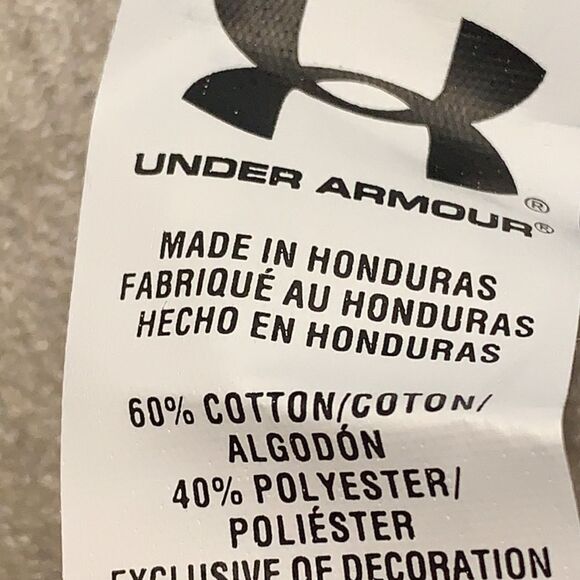 UNDER ARMOUR®
®
MADE IN HONDURAS
FABRIQUÉ AU HONDURAS
HECHO EN HONDURAS
60% COTTON/COTON/
ALGODÓN
40% POLYESTER/
POLIÉSTER
EXCLUSIVE OF DECORATION